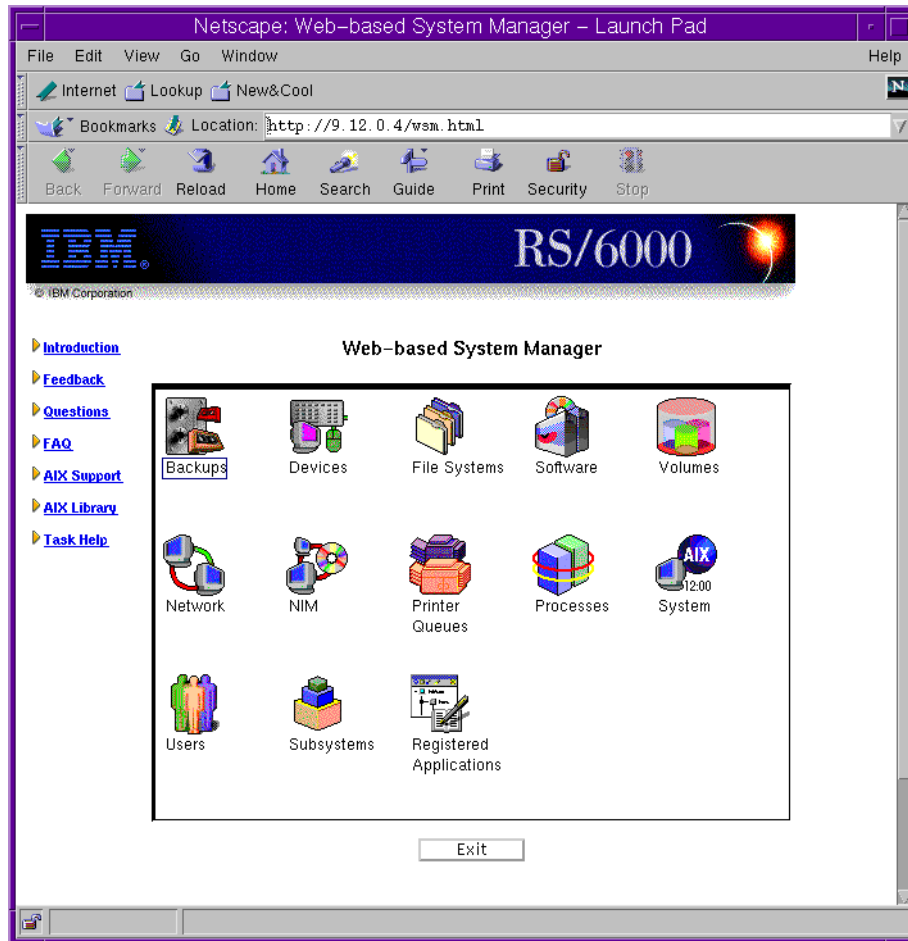 Netscape: Web-based System Manager - Launch Pad
File Edit View Go Window Help
Internet Lookup New&Cool
N
Bookmarks Location: http://9.12.0.4/wsm.html
Back Forward Reload Home Search Guide Print Security Stop
IBM® RS/6000
© IBM Corporation
Web-based System Manager
Introduction
Feedback
Questions
FAQ
AIX Support
AIX Library
Task Help
Backups Devices File Systems Software Volumes
AIX
12:00
Network NIM Printer Queues Processes System
Users Subsystems Registered Applications
Exit